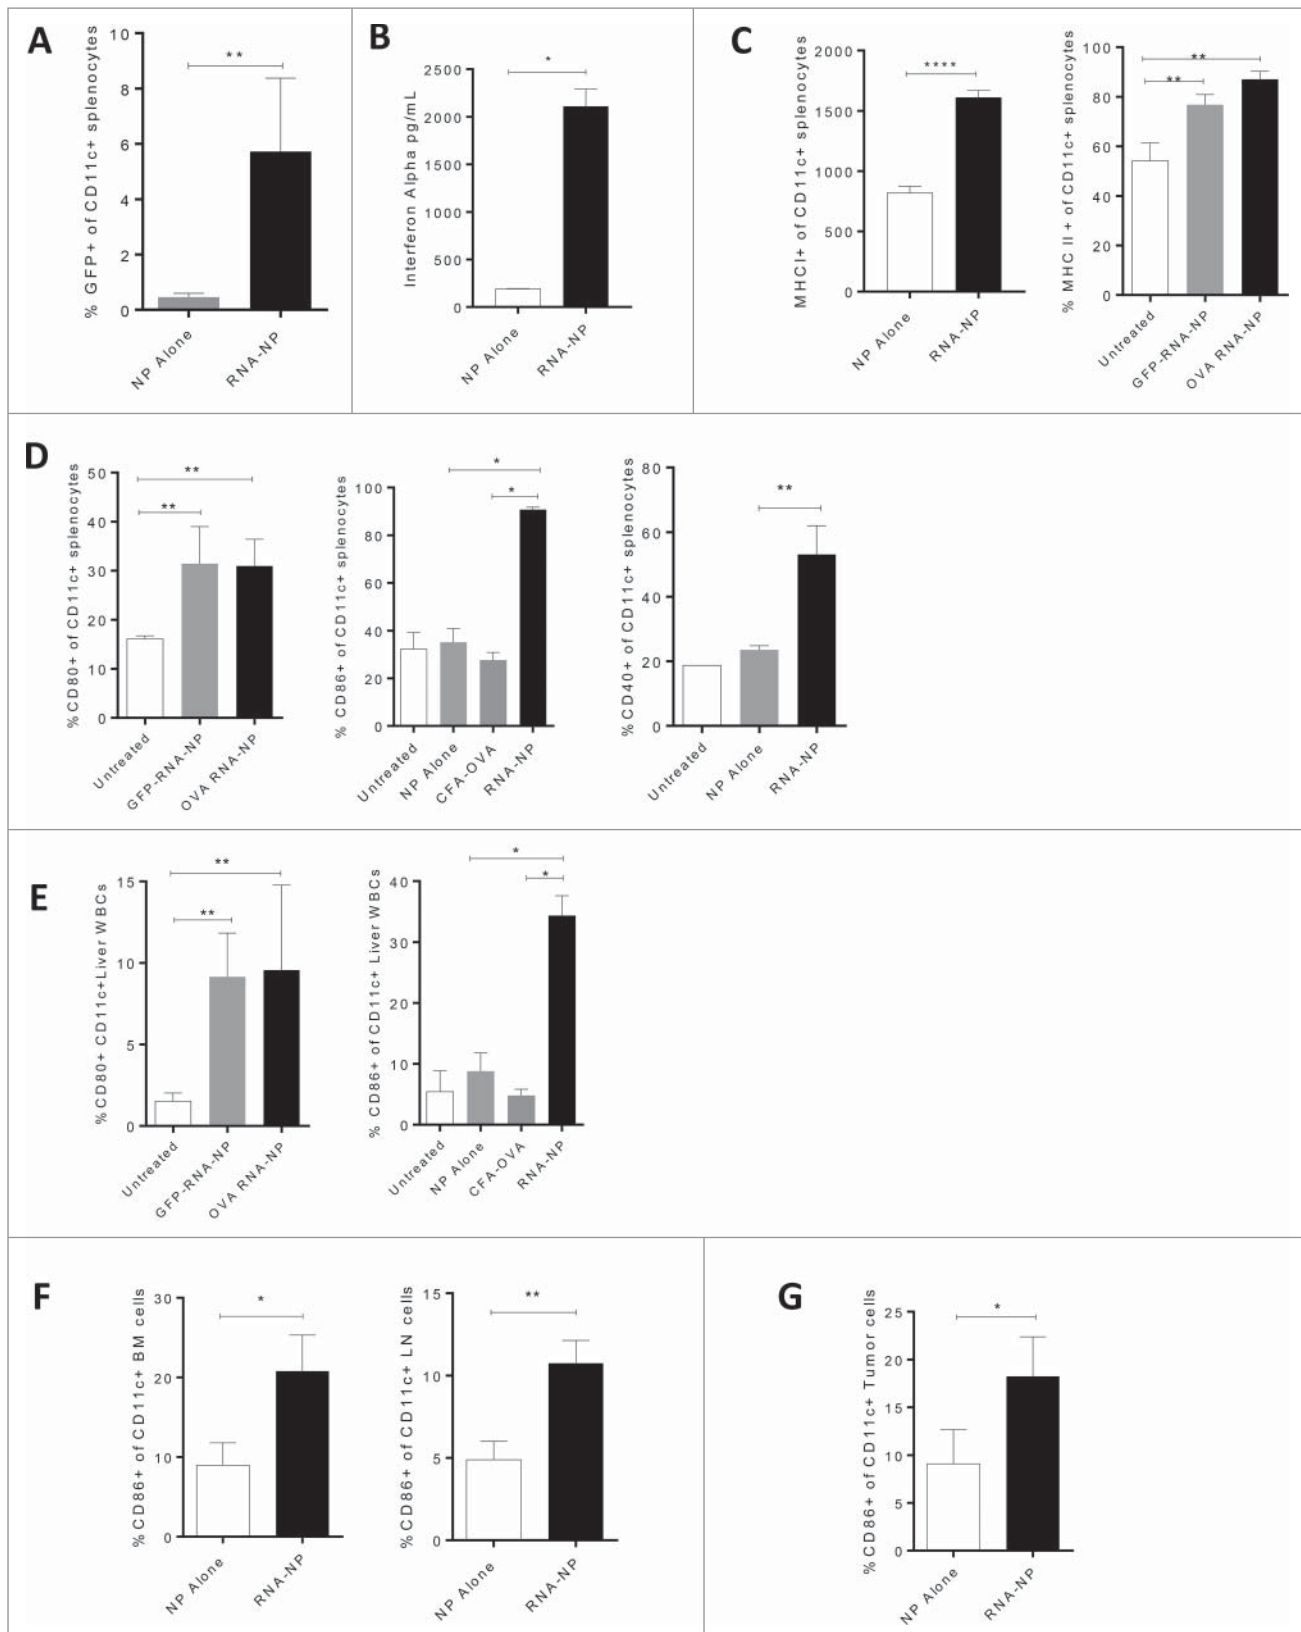 A
% GFP+ of CD11c+ splenocytes
10
8
6
4
2
0
**
NP Alone
RNA-NP
B
Interferon Alpha pg/mL
2500
2000
1500
1000
500
0
*
NP Alone
RNA-NP
C
MHCI+ of CD11c+ splenocytes
2000
1500
1000
500
0
****
NP Alone
RNA-NP
% MHC II + of CD11c+ splenocytes
100
80
60
40
20
0
**
**
Untreated
GFP-RNA-NP
OVA RNA-NP
D
%CD80+ of CD11c+ splenocytes
50
40
30
20
10
0
**
**
Untreated
GFP-RNA-NP
OVA RNA-NP
% CD86+ of CD11c+ splenocytes
100
80
60
40
20
0
*
*
Untreated
NP Alone
CFA-OVA
RNA-NP
%CD40+ of CD11c+ splenocytes
80
60
40
20
0
**
Untreated
NP Alone
RNA-NP
E
%CD80+ CD11c+Liver WBCs
15
10
5
0
**
**
Untreated
GFP-RNA-NP
OVA RNA-NP
% CD86+ of CD11c+ Liver WBCs
40
30
20
10
0
*
*
Untreated
NP Alone
CFA-OVA
RNA-NP
F
%CD86+ of CD11c+ BM cells
30
20
10
0
*
NP Alone
RNA-NP
%CD86+ of CD11c+ LN cells
15
10
5
0
**
NP Alone
RNA-NP
G
%CD86+ of CD11c+ Tumor cells
25
20
15
10
5
0
*
NP Alone
RNA-NP